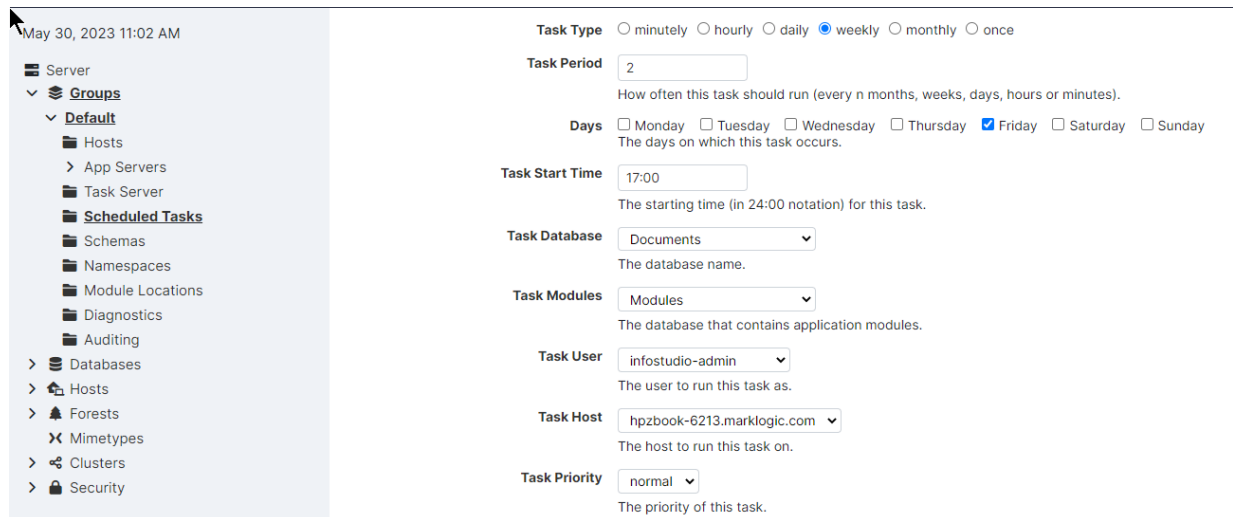 May 30, 2023 11:02 AM
Server
Groups
Default
Hosts
App Servers
Task Server
Scheduled Tasks
Schemas
Namespaces
Module Locations
Diagnostics
Auditing
Databases
Hosts
Forests
Mimetypes
Clusters
Security
Task Type minutely hourly daily weekly monthly once
Task Period 2
How often this task should run (every n months, weeks, days, hours or minutes).
Days Monday Tuesday Wednesday Thursday Friday Saturday Sunday
The days on which this task occurs.
Task Start Time 17:00
The starting time (in 24:00 notation) for this task.
Task Database Documents
The database name.
Task Modules Modules
The database that contains application modules.
Task User infostudio-admin
The user to run this task as.
Task Host hpzbook-6213.marklogic.com
The host to run this task on.
Task Priority normal
The priority of this task.